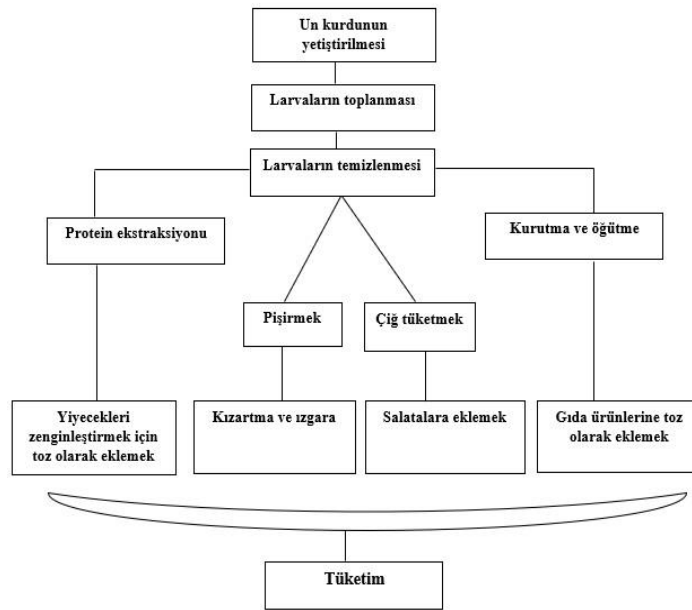 Un kurdunun
yetiştirilmesi
Larvaların toplanması
Larvaların temizlenmesi
Protein ekstraksiyonu
Kurutma ve öğütme
Pişirmek
Çiğ tüketmek
Yiyecekleri
zenginleştirmek için
toz olarak eklemek
Kızartma ve ızgara
Salatalara eklemek
Gıda ürünlerine toz
olarak eklemek
Tüketim